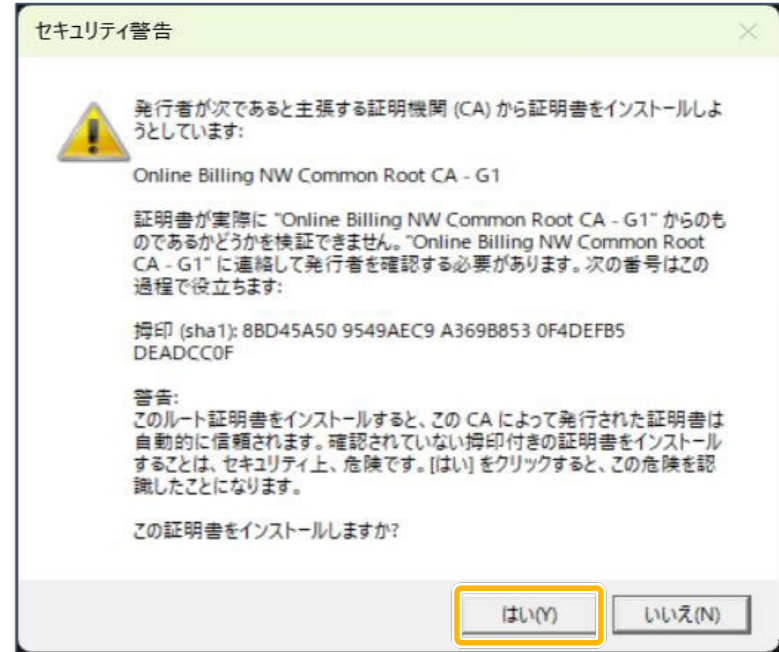 セキュリティ警告
発行者が次であると主張する証明機関 (CA) から証明書をインストールしよ
うとしています:
Online Billing NW Common Root CA - G1
証明書が実際に "Online Billing NW Common Root CA - G1" からのも
のであるかどうかを検証できません。"Online Billing NW Common Root
CA - G1" に連絡して発行者を確認する必要があります。次の番号はこの
過程で役立ちます:
拇印 (sha1): 8BD45A50 9549AEC9 A369B853 0F4DEFB5
DEADCC0F
警告:
このルート証明書をインストールすると、この CA によって発行された証明書は
自動的に信頼されます。確認されていない拇印付きの証明書をインストール
することは、セキュリティ上、危険です。[はい] をクリックすると、この危険を認
識したことになります。
この証明書をインストールしますか?
はい(Y) いいえ(N)